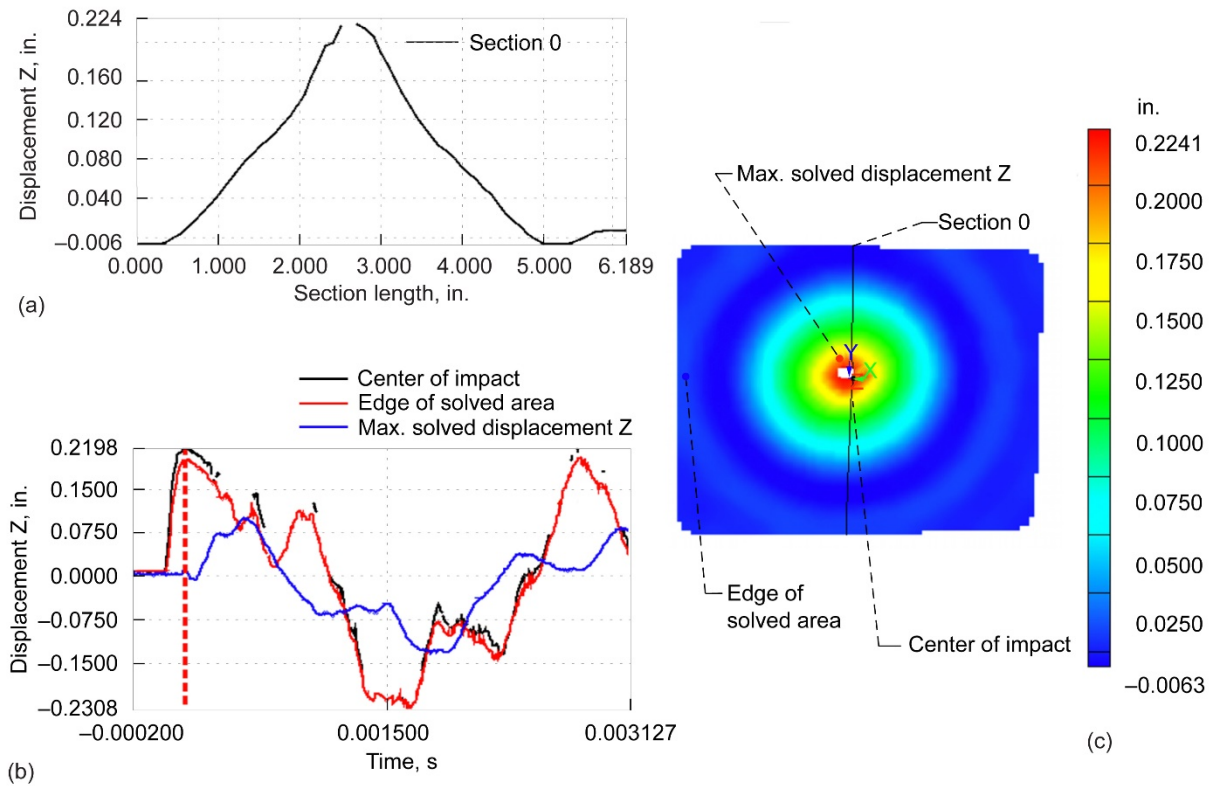 0.224
0.160
0.120
0.080
0.040
–0.006
Displacement Z, in.
Section 0
0.000
1.000
2.000
3.000
4.000
5.000
6.189
Section length, in.
(a)
Center of impact
Edge of solved area
Max. solved displacement Z
0.2198
0.1500
0.0750
0.0000
–0.0750
–0.1500
–0.2308
Displacement Z, in.
–0.000200
0.001500
0.003127
Time, s
(b)
Max. solved displacement Z
Section 0
Y
X
Edge of
solved area
Center of impact
in.
0.2241
0.2000
0.1750
0.1500
0.1250
0.1000
0.0750
0.0500
0.0250
–0.0063
(c)